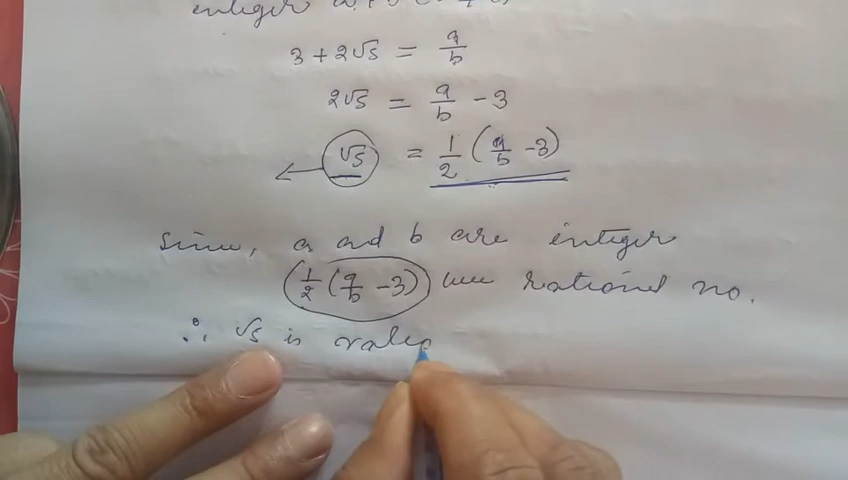 integer
3 + 2√5 = a/b
2√5 = a/b - 3
√5 = 1/2 (a/b - 3)
since, a and b are integer
1/2 (a/b - 3) rational no.
∴ √5 is